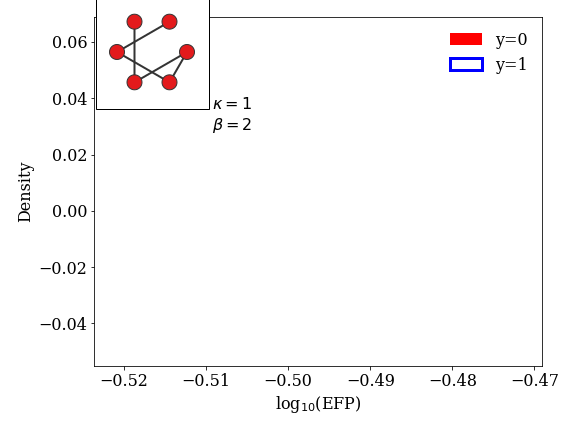 0.06
0.04
0.02
0.00
−0.02
−0.04
Density
κ = 1
β = 2
y=0
y=1
−0.52 −0.51 −0.50 −0.49 −0.48 −0.47
log₁₀(EFP)